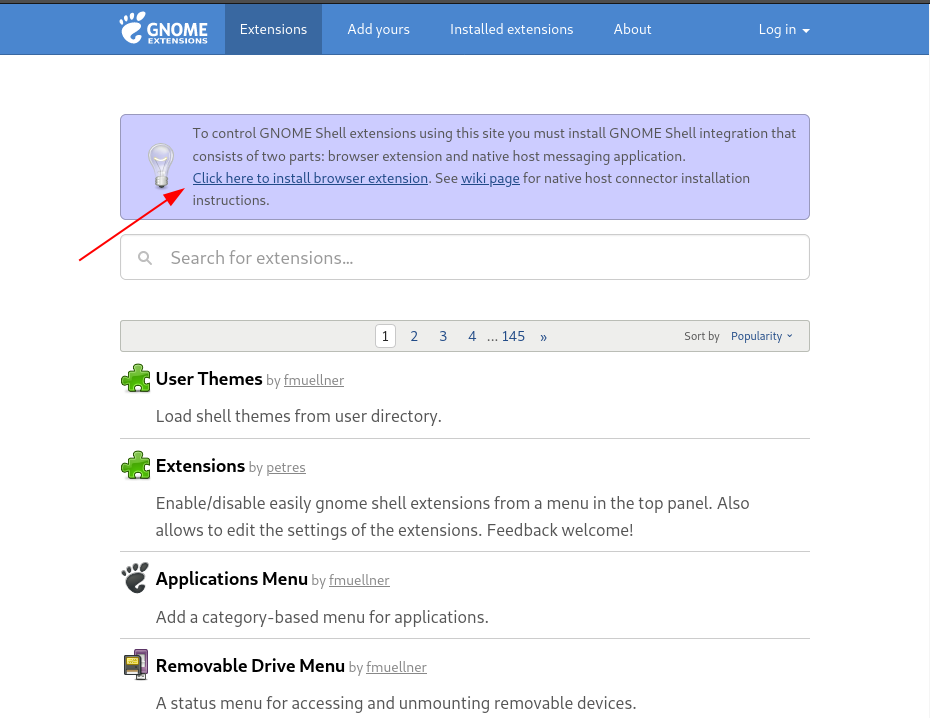 GNOME
EXTENSIONS
Extensions
Add yours
Installed extensions
About
Log in
To control GNOME Shell extensions using this site you must install GNOME Shell integration that
consists of two parts: browser extension and native host messaging application.
Click here to install browser extension. See wiki page for native host connector installation
instructions.
Search for extensions...
1 2 3 4 ... 145 »
Sort by Popularity
User Themes by fmuellner
Load shell themes from user directory.
Extensions by petres
Enable/disable easily gnome shell extensions from a menu in the top panel. Also
allows to edit the settings of the extensions. Feedback welcome!
Applications Menu by fmuellner
Add a category-based menu for applications.
Removable Drive Menu by fmuellner
A status menu for accessing and unmounting removable devices.